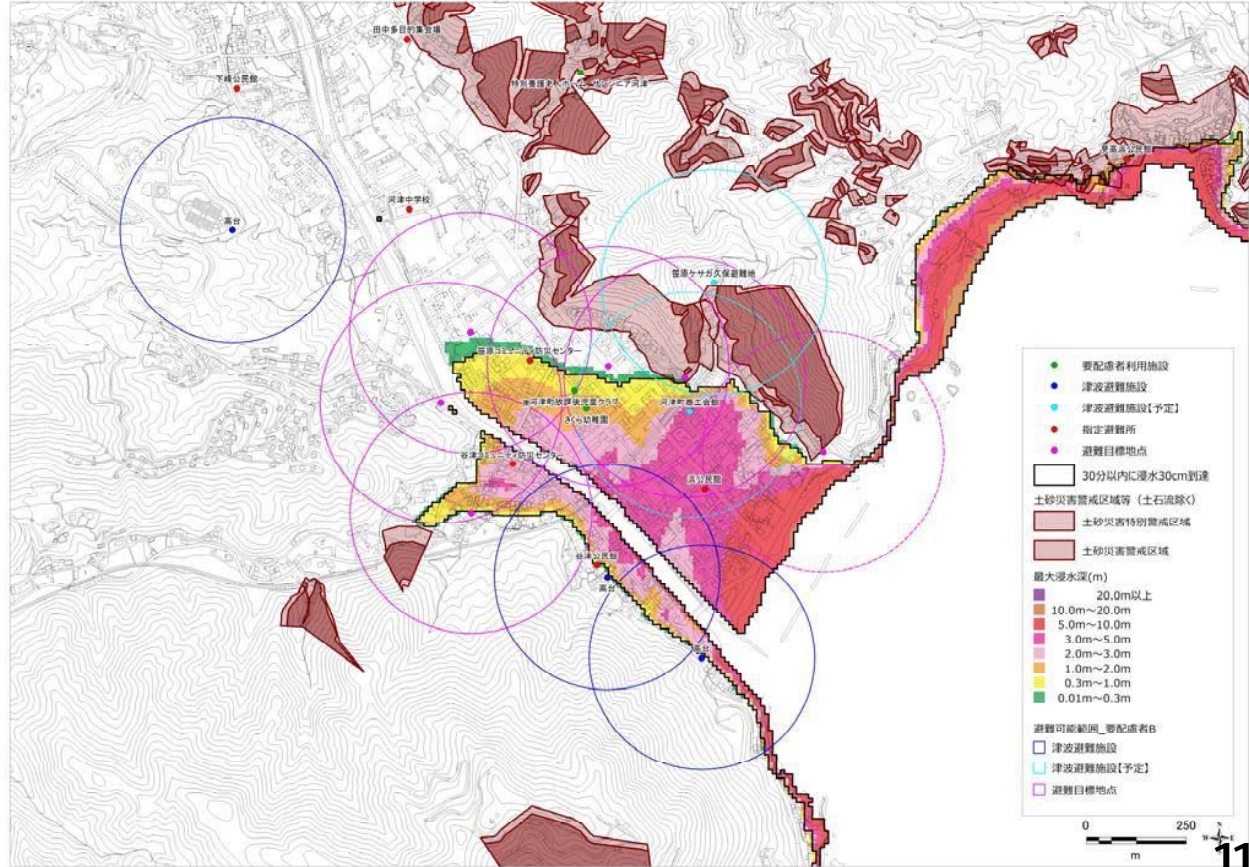 田中多目的集会場
下峰公民館
見高浜公民館
河津中学校
高台
笹原ケサガ久保避難地
笹原コミュニティ防災センター
河津町放課後児童クラブ
河津町商工会館
さくら幼稚園
谷津コミュニティ防災センター
浜公民館
谷津公民館
高台
高台
要配慮者利用施設
津波避難施設
津波避難施設【予定】
指定避難所
避難目標地点
30分以内に浸水30cm到達
土砂災害警戒区域等（土石流除く）
土砂災害特別警戒区域
土砂災害警戒区域
最大浸水深(m)
20.0m以上
10.0m～20.0m
5.0m～10.0m
3.0m～5.0m
2.0m～3.0m
1.0m～2.0m
0.3m～1.0m
0.01m～0.3m
避難可能範囲_要配慮者B
津波避難施設
津波避難施設【予定】
避難目標地点
0 250
m
N
W E
11